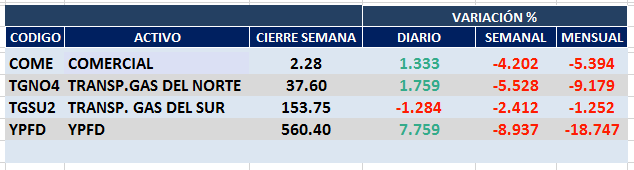 VARIACIÓN %
CODIGO ACTIVO CIERRE SEMANA DIARIO SEMANAL MENSUAL
COME COMERCIAL 2.28 1.333 -4.202 -5.394
TGNO4 TRANSP.GAS DEL NORTE 37.60 1.759 -5.528 -9.179
TGSU2 TRANSP. GAS DEL SUR 153.75 -1.284 -2.412 -1.252
YPFD YPFD 560.40 7.759 -8.937 -18.747